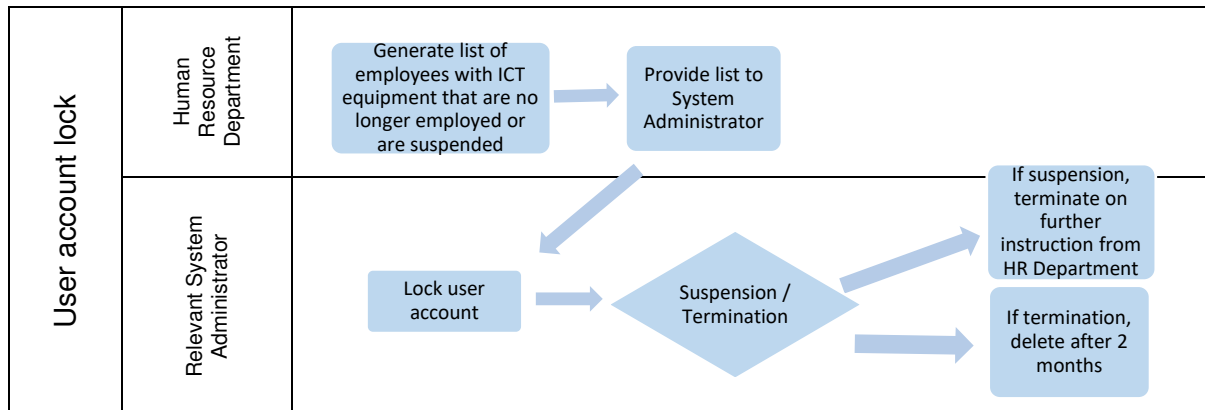 User account lock
Human
Resource
Department
Generate list of
employees with ICT
equipment that are no
longer employed or
are suspended
Provide list to
System
Administrator
Relevant System
Administrator
Lock user
account
Suspension /
Termination
If suspension,
terminate on
further
instruction from
HR Department
If termination,
delete after 2
months